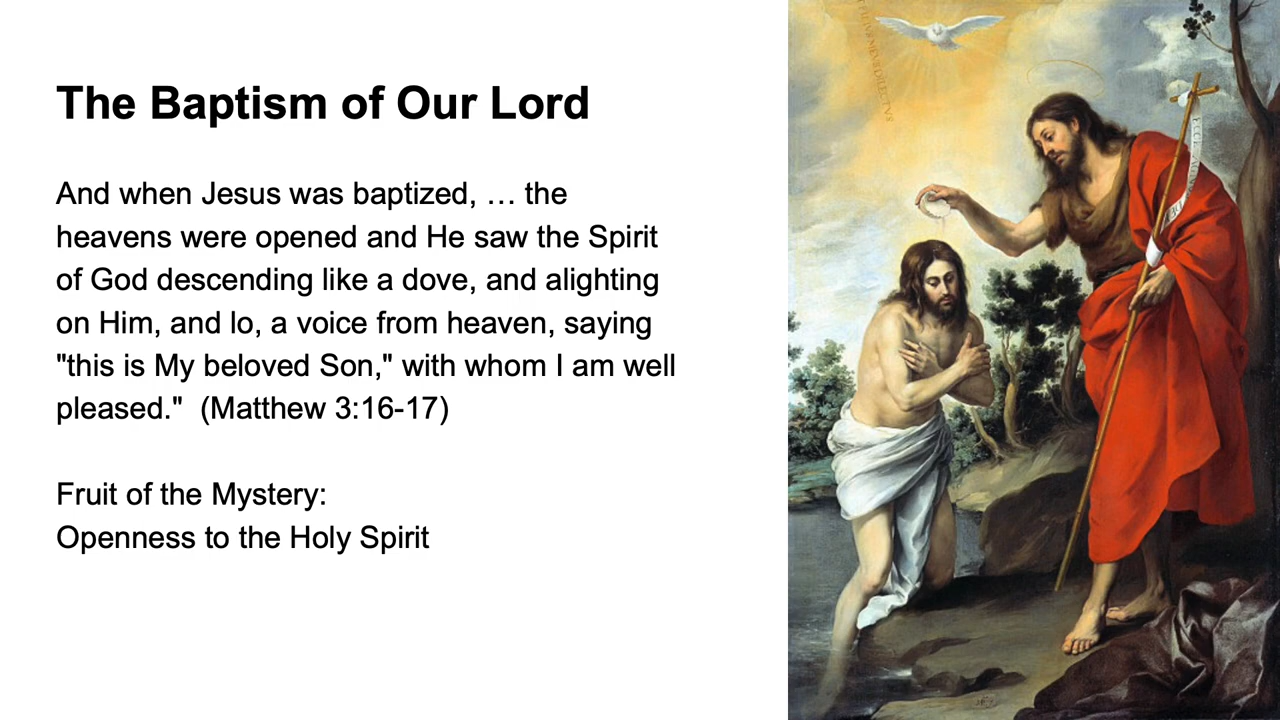 The Baptism of Our Lord
And when Jesus was baptized, … the
heavens were opened and He saw the Spirit
of God descending like a dove, and alighting
on Him, and lo, a voice from heaven, saying
"this is My beloved Son," with whom I am well
pleased."  (Matthew 3:16-17)
Fruit of the Mystery:
Openness to the Holy Spirit
DILECTVS
ECCE